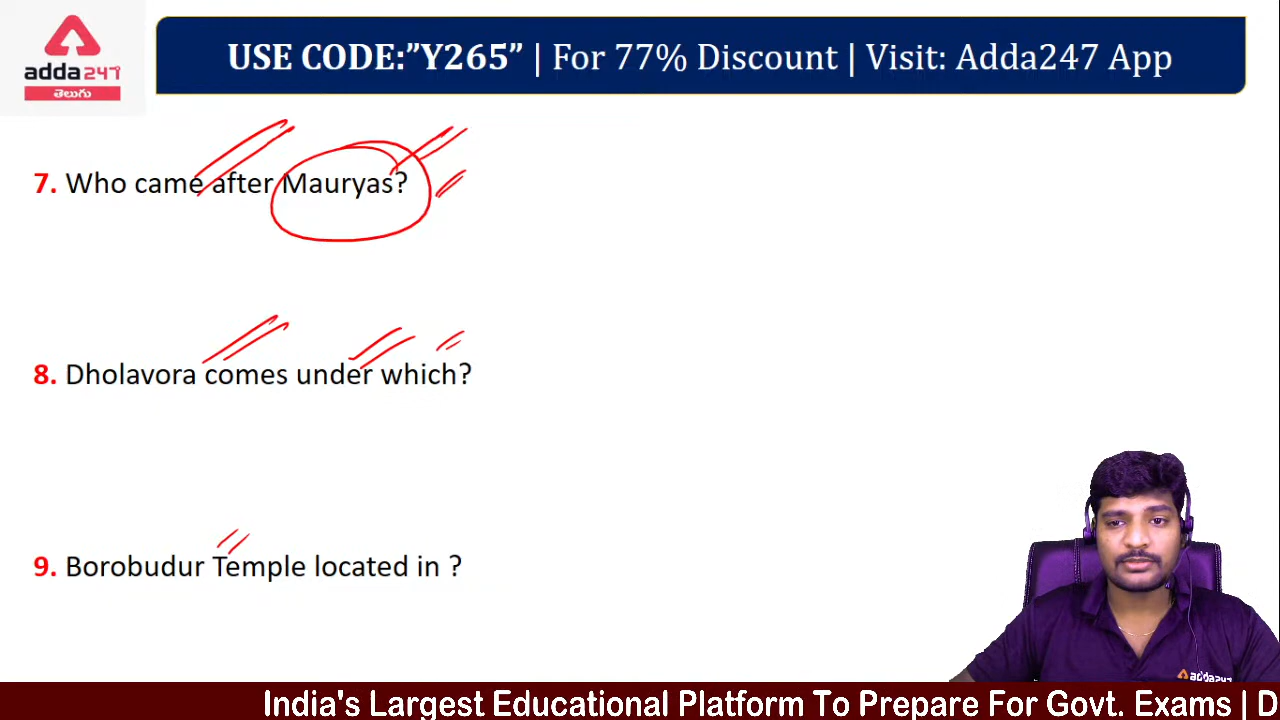 adda247
తెలుగు
USE CODE:”Y265” | For 77% Discount | Visit: Adda247 App
7. Who came after Mauryas?
8. Dholavora comes under which?
9. Borobudur Temple located in ?
adda247
India's Largest Educational Platform To Prepare For Govt. Exams | D